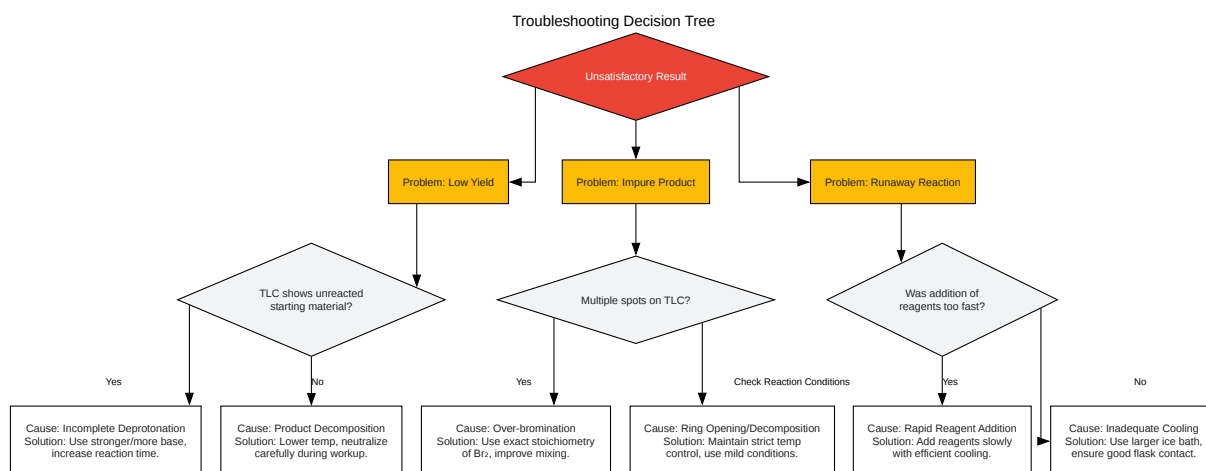 Troubleshooting Decision Tree
Unsatisfactory Result
Problem: Low Yield
Problem: Impure Product
Problem: Runaway Reaction
TLC shows unreacted
starting material?
Multiple spots on TLC?
Was addition of
reagents too fast?
Yes
No
Yes
Check Reaction Conditions
Yes
No
Cause: Incomplete Deprotonation
Solution: Use stronger/more base,
increase reaction time.
Cause: Product Decomposition
Solution: Lower temp, neutralize
carefully during workup.
Cause: Over-bromination
Solution: Use exact stoichiometry
of Br₂, improve mixing.
Cause: Ring Opening/Decomposition
Solution: Maintain strict temp
control, use mild conditions.
Cause: Rapid Reagent Addition
Solution: Add reagents slowly
with efficient cooling.
Cause: Inadequate Cooling
Solution: Use larger ice bath,
ensure good flask contact.